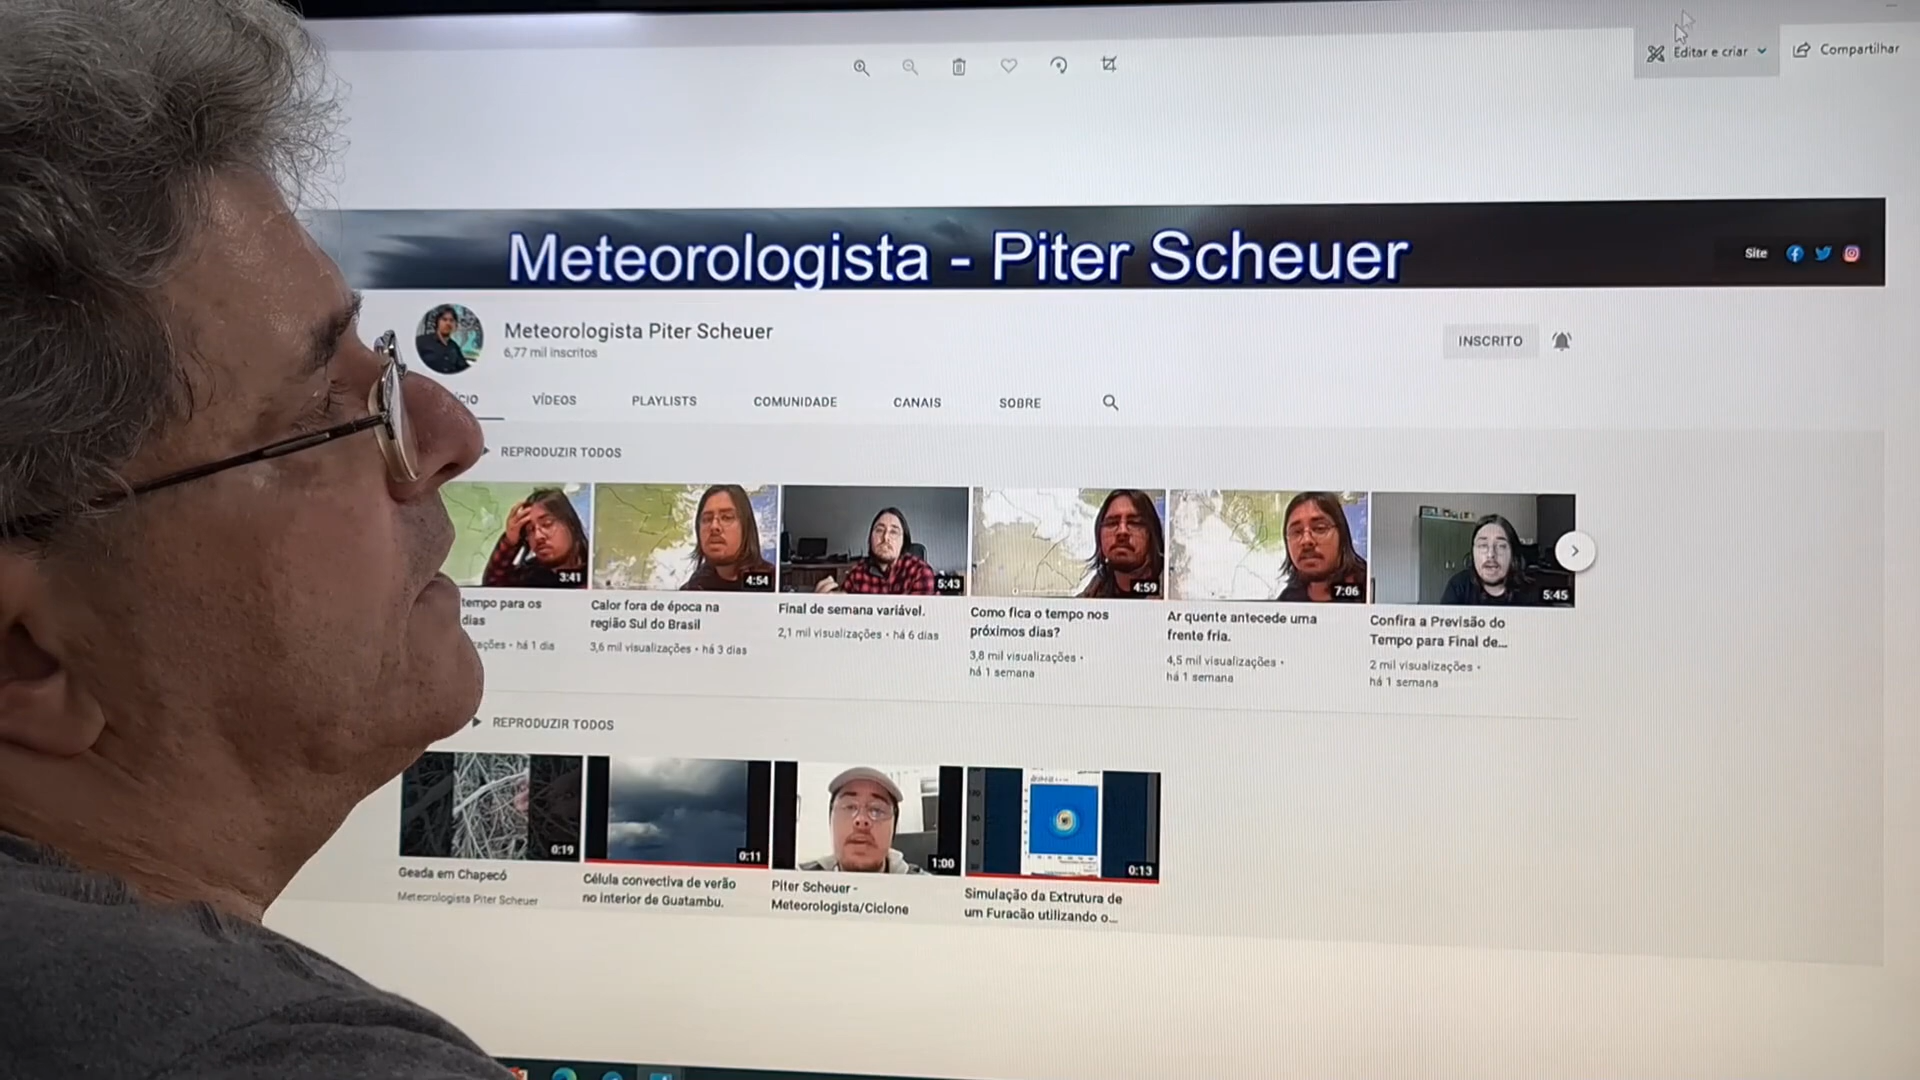 Editar e criar
Compartilhar
Meteorologista - Piter Scheuer
Site
Meteorologista Piter Scheuer
6,77 mil inscritos
INSCRITO
VÍDEOS
PLAYLISTS
COMUNIDADE
CANAIS
SOBRE
REPRODUZIR TODOS
3:41
4:54
5:43
4:59
7:06
5:45
tempo para os
dias
há 1 dia
Calor fora de época na
região Sul do Brasil
3,6 mil visualizações • há 3 dias
Final de semana variável.
2,1 mil visualizações • há 6 dias
Como fica o tempo nos
próximos dias?
3,8 mil visualizações •
há 1 semana
Ar quente antecede uma
frente fria.
4,5 mil visualizações •
há 1 semana
Confira a Previsão do
Tempo para Final de...
2 mil visualizações •
há 1 semana
REPRODUZIR TODOS
0:19
0:11
1:00
0:13
Geada em Chapecó
Meteorologista Piter Scheuer
Célula convectiva de verão
no interior de Guatambu.
Piter Scheuer -
Meteorologista/Ciclone
Simulação da Extrutura de
um Furacão utilizando o...